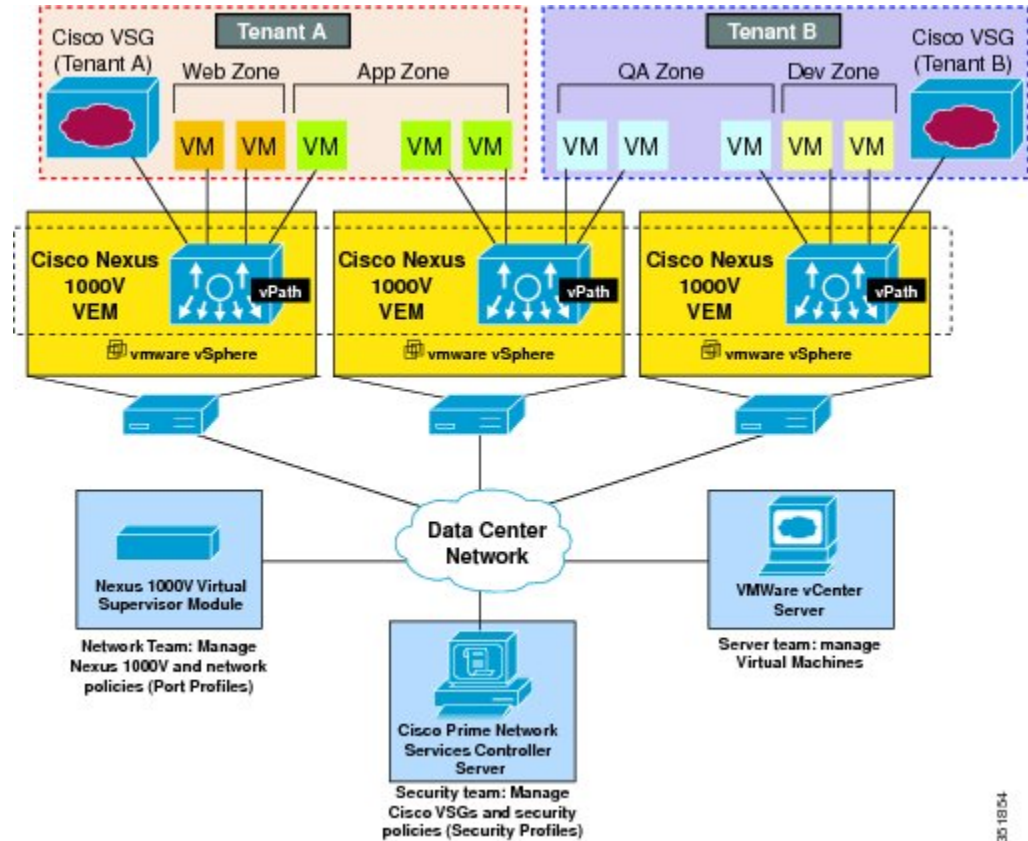 Tenant A
Cisco VSG
(Tenant A)
Web Zone
App Zone
VM
VM
VM
VM
VM
Tenant B
QA Zone
Dev Zone
Cisco VSG
(Tenant B)
VM
VM
VM
VM
VM
Cisco Nexus
1000V
VEM
vPath
vmware vSphere
Cisco Nexus
1000V
VEM
vPath
vmware vSphere
Cisco Nexus
1000V
VEM
vPath
vmware vSphere
Data Center
Network
Nexus 1000V Virtual
Supervisor Module
Network Team: Manage
Nexus 1000V and network
policies (Port Profiles)
VMWare vCenter
Server
Server team: manage
Virtual Machines
Cisco Prime Network
Services Controller
Server
Security team: Manage
Cisco VSGs and security
policies (Security Profiles)
351854